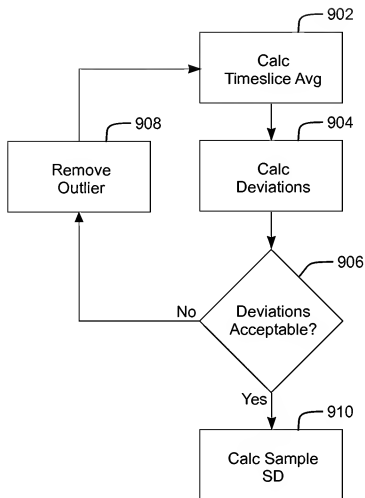 902
Calc
Timeslice Avg
908
904
Remove
Outlier
Calc
Deviations
906
No
Deviations
Acceptable?
Yes
910
Calc Sample
SD